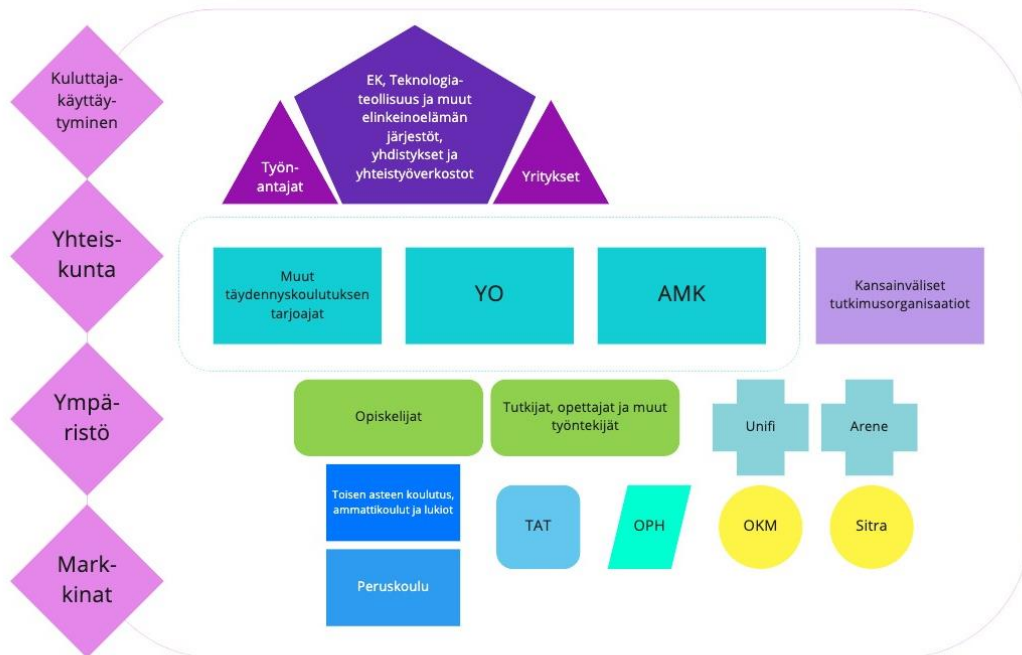 Kuluttaja-
käyttäy-
tyminen
EK, Teknologia-
teollisuus ja muut
elinkeinoelämän
järjestöt,
yhdistykset ja
yhteistyöverkostot
Työn-
antajat
Yritykset
Yhteis-
kunta
Muut
täydennyskoulutuksen
tarjoajat
YO
AMK
Kansainväliset
tutkimusorganisaatiot
Ympä-
ristö
Opiskelijat
Tutkijat, opettajat ja muut
työntekijät
Unifi
Arene
Toisen asteen koulutus,
ammattikoulut ja lukiot
TAT
OPH
OKM
Sitra
Mark-
kinat
Peruskoulu